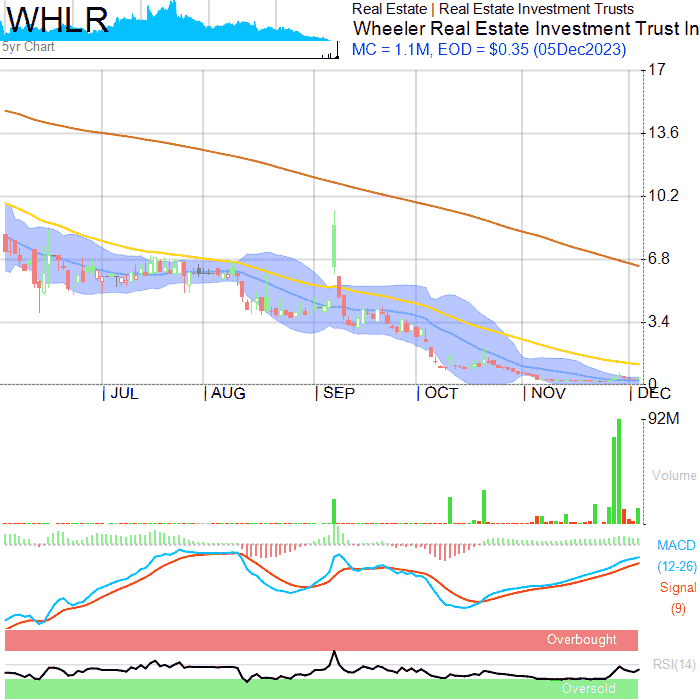 WHLR
Real Estate | Real Estate Investment Trusts
Wheeler Real Estate Investment Trust In
5yr Chart
MC = 1.1M, EOD = $0.35 (05Dec2023)
17
13.6
10.2
6.8
3.4
0
JUL
AUG
SEP
OCT
NOV
DEC
92M
Volume
MACD
(12-26)
Signal
(9)
Overbought
RSI(14)
Oversold